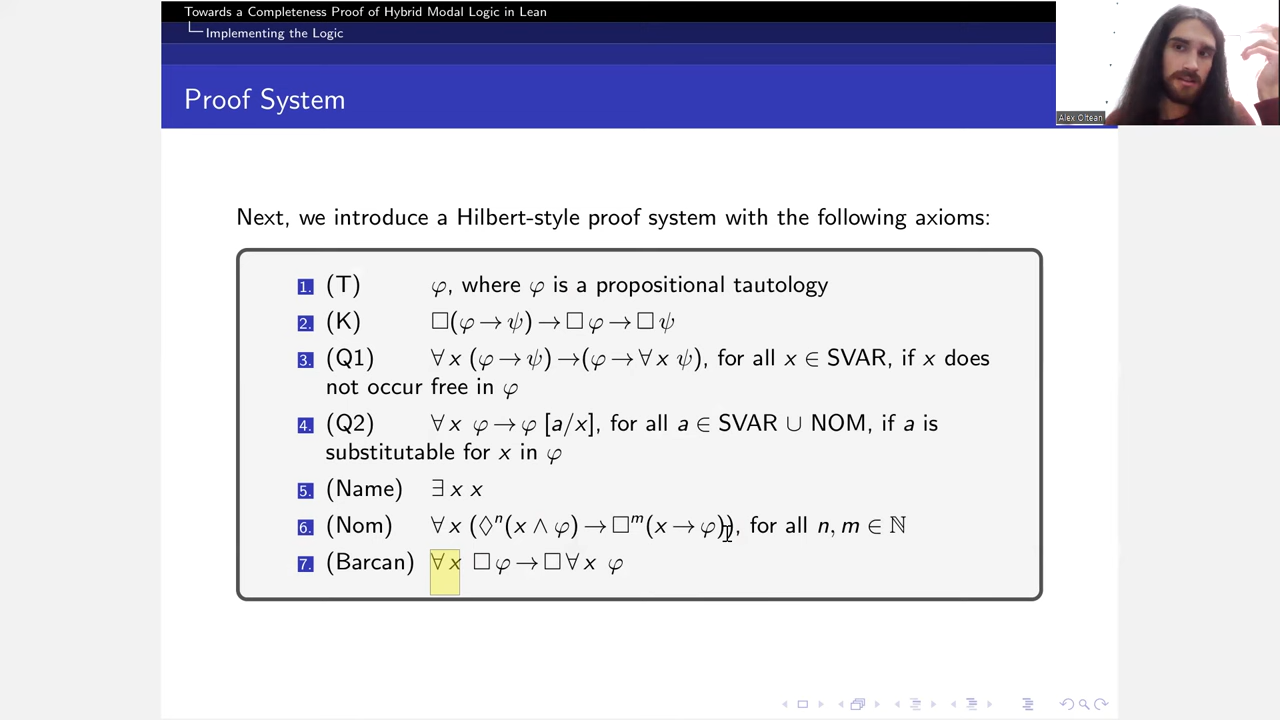 Towards a Completeness Proof of Hybrid Modal Logic in Lean
Implementing the Logic
Proof System
Alex Oltean
Next, we introduce a Hilbert-style proof system with the following axioms:
1. (T) φ, where φ is a propositional tautology
2. (K) □(φ → ψ) → □ φ → □ ψ
3. (Q1) ∀ x (φ → ψ) → (φ → ∀ x ψ), for all x ∈ SVAR, if x does
not occur free in φ
4. (Q2) ∀ x φ → φ [a/x], for all a ∈ SVAR ∪ NOM, if a is
substitutable for x in φ
5. (Name) ∃ x x
6. (Nom) ∀ x (◇ⁿ(x ∧ φ) → □ᵐ(x → φ)), for all n, m ∈ ℕ
7. (Barcan) ∀ x □ φ → □ ∀ x φ